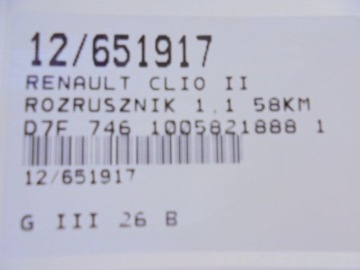 12/651917
RENAULT CLIO II
ROZRUSZNIK 1,1 58KM
D7F 746 1005821888 1
12/651917
G III 26 B